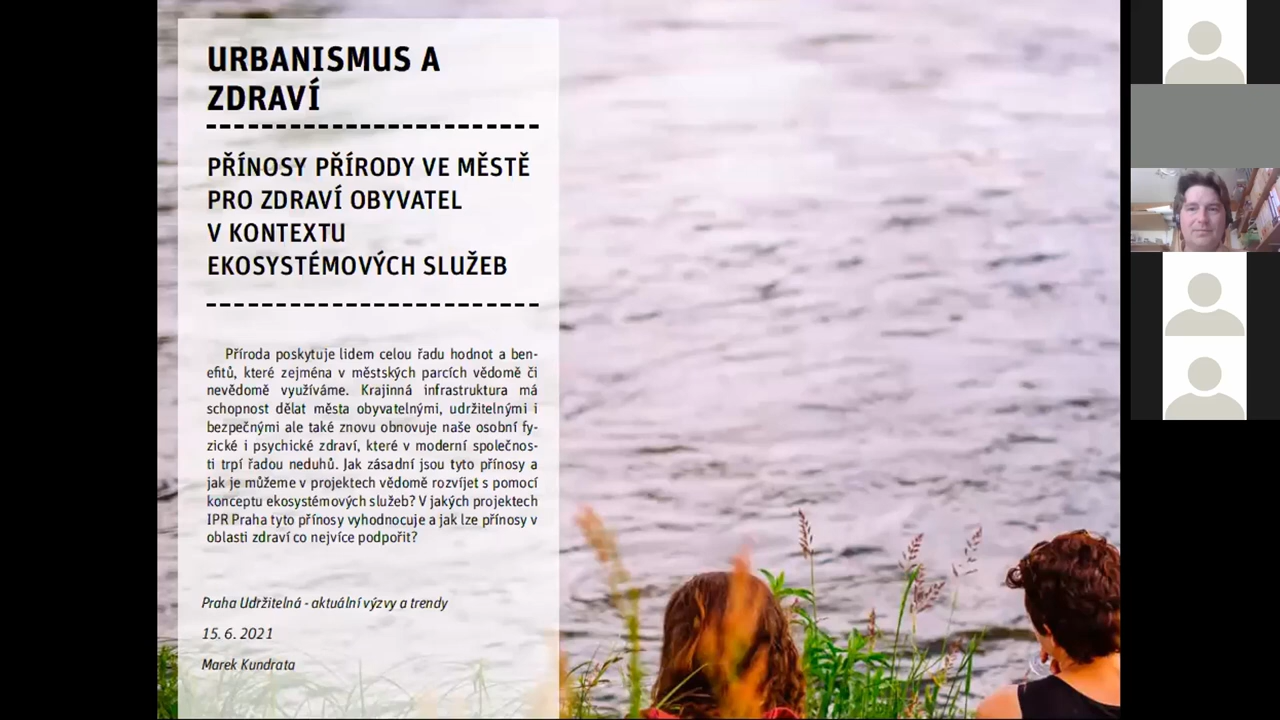 URBANISMUS A
ZDRAVÍ
PŘÍNOSY PŘÍRODY VE MĚSTĚ
PRO ZDRAVÍ OBYVATEL
V KONTEXTU
EKOSYSTÉMOVÝCH SLUŽEB
Příroda poskytuje lidem celou řadu hodnot a ben-
efitů, které zejména v městských parcích vědomě či
nevědomě využíváme. Krajinná infrastruktura má
schopnost dělat města obyvatelnými, udržitelnými i
bezpečnými ale také znovu obnovuje naše osobní fy-
zické i psychické zdraví, které v moderní společnos-
ti trpí řadou neduhů. Jak zásadní jsou tyto přínosy a
jak je můžeme v projektech vědomě rozvíjet s pomocí
konceptu ekosystémových služeb? V jakých projektech
IPR Praha tyto přínosy vyhodnocuje a jak lze přínosy v
oblasti zdraví co nejvíce podpořit?
Praha Udržitelná - aktuální výzvy a trendy
15. 6. 2021
Marek Kundrata